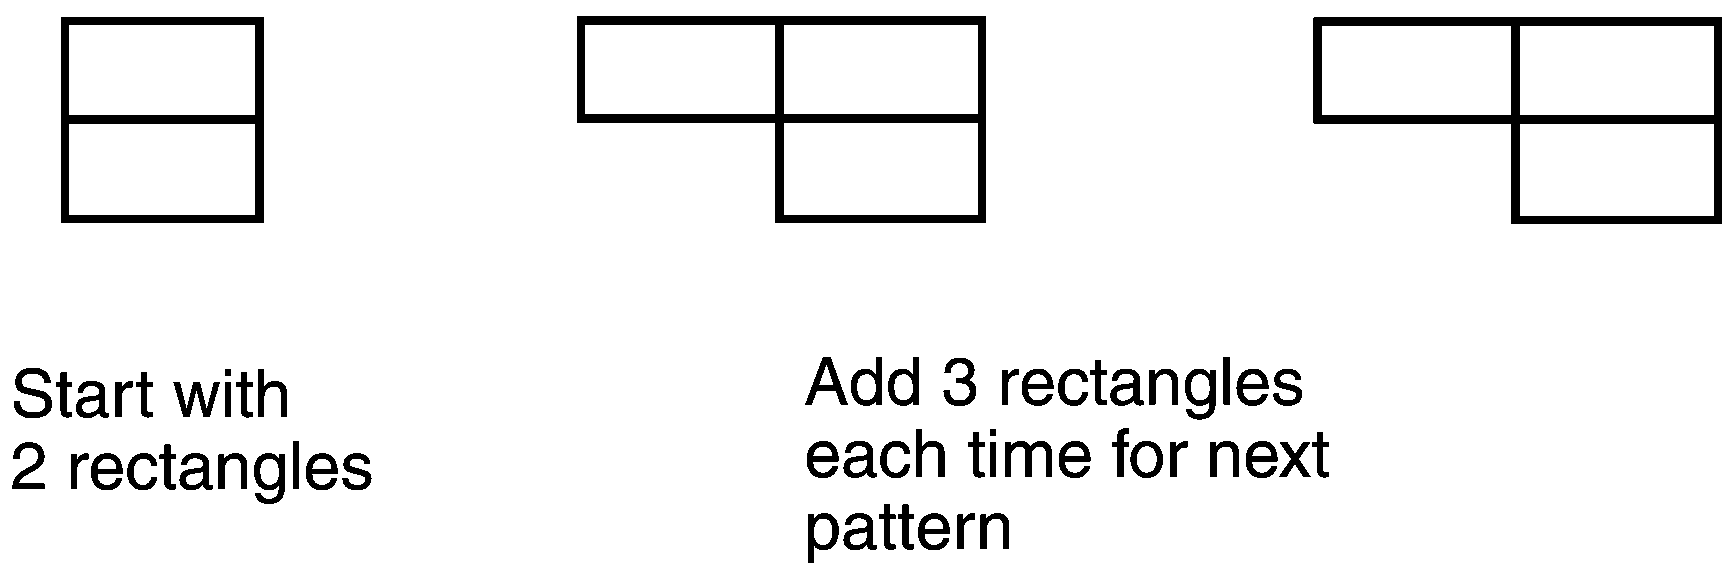 Start with
2 rectangles
Add 3 rectangles
each time for next
pattern